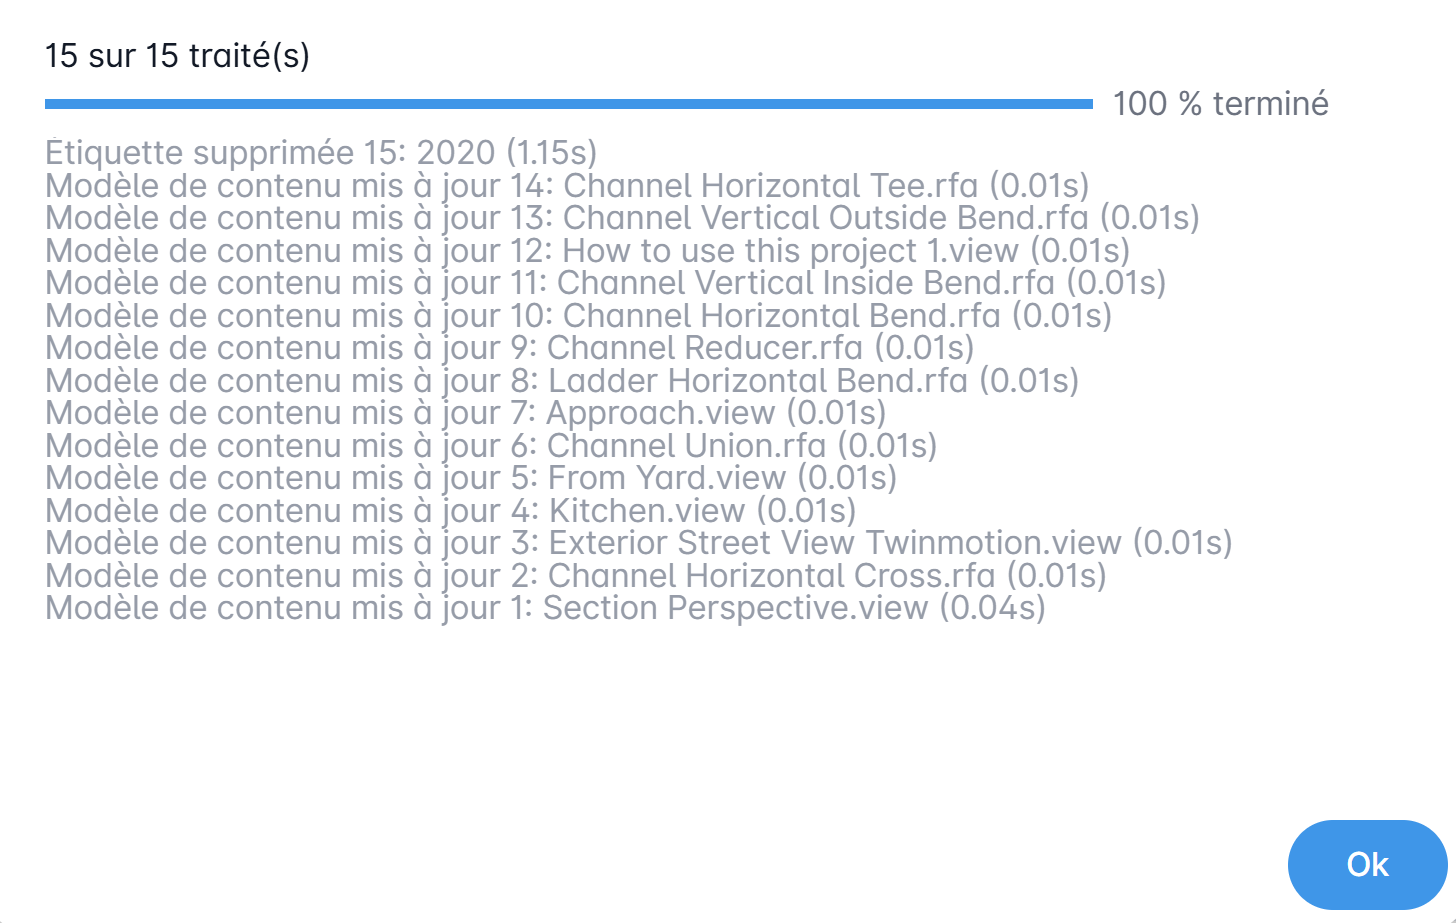 15 sur 15 traité(s)
100 % terminé
Étiquette supprimée 15: 2020 (1.15s)
Modèle de contenu mis à jour 14: Channel Horizontal Tee.rfa (0.01s)
Modèle de contenu mis à jour 13: Channel Vertical Outside Bend.rfa (0.01s)
Modèle de contenu mis à jour 12: How to use this project 1.view (0.01s)
Modèle de contenu mis à jour 11: Channel Vertical Inside Bend.rfa (0.01s)
Modèle de contenu mis à jour 10: Channel Horizontal Bend.rfa (0.01s)
Modèle de contenu mis à jour 9: Channel Reducer.rfa (0.01s)
Modèle de contenu mis à jour 8: Ladder Horizontal Bend.rfa (0.01s)
Modèle de contenu mis à jour 7: Approach.view (0.01s)
Modèle de contenu mis à jour 6: Channel Union.rfa (0.01s)
Modèle de contenu mis à jour 5: From Yard.view (0.01s)
Modèle de contenu mis à jour 4: Kitchen.view (0.01s)
Modèle de contenu mis à jour 3: Exterior Street View Twinmotion.view (0.01s)
Modèle de contenu mis à jour 2: Channel Horizontal Cross.rfa (0.01s)
Modèle de contenu mis à jour 1: Section Perspective.view (0.04s)
Ok